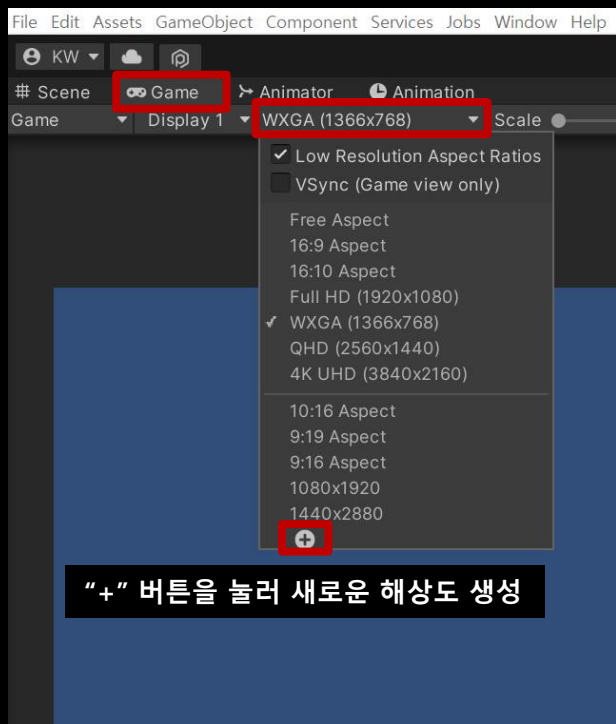 File Edit Assets GameObject Component Services Jobs Window Help
KW
Scene Game Animator Animation
Game Display 1 WXGA (1366x768) Scale
Low Resolution Aspect Ratios
VSync (Game view only)
Free Aspect
16:9 Aspect
16:10 Aspect
Full HD (1920x1080)
WXGA (1366x768)
QHD (2560x1440)
4K UHD (3840x2160)
10:16 Aspect
9:19 Aspect
9:16 Aspect
1080x1920
1440x2880
“+” 버튼을 눌러 새로운 해상도 생성